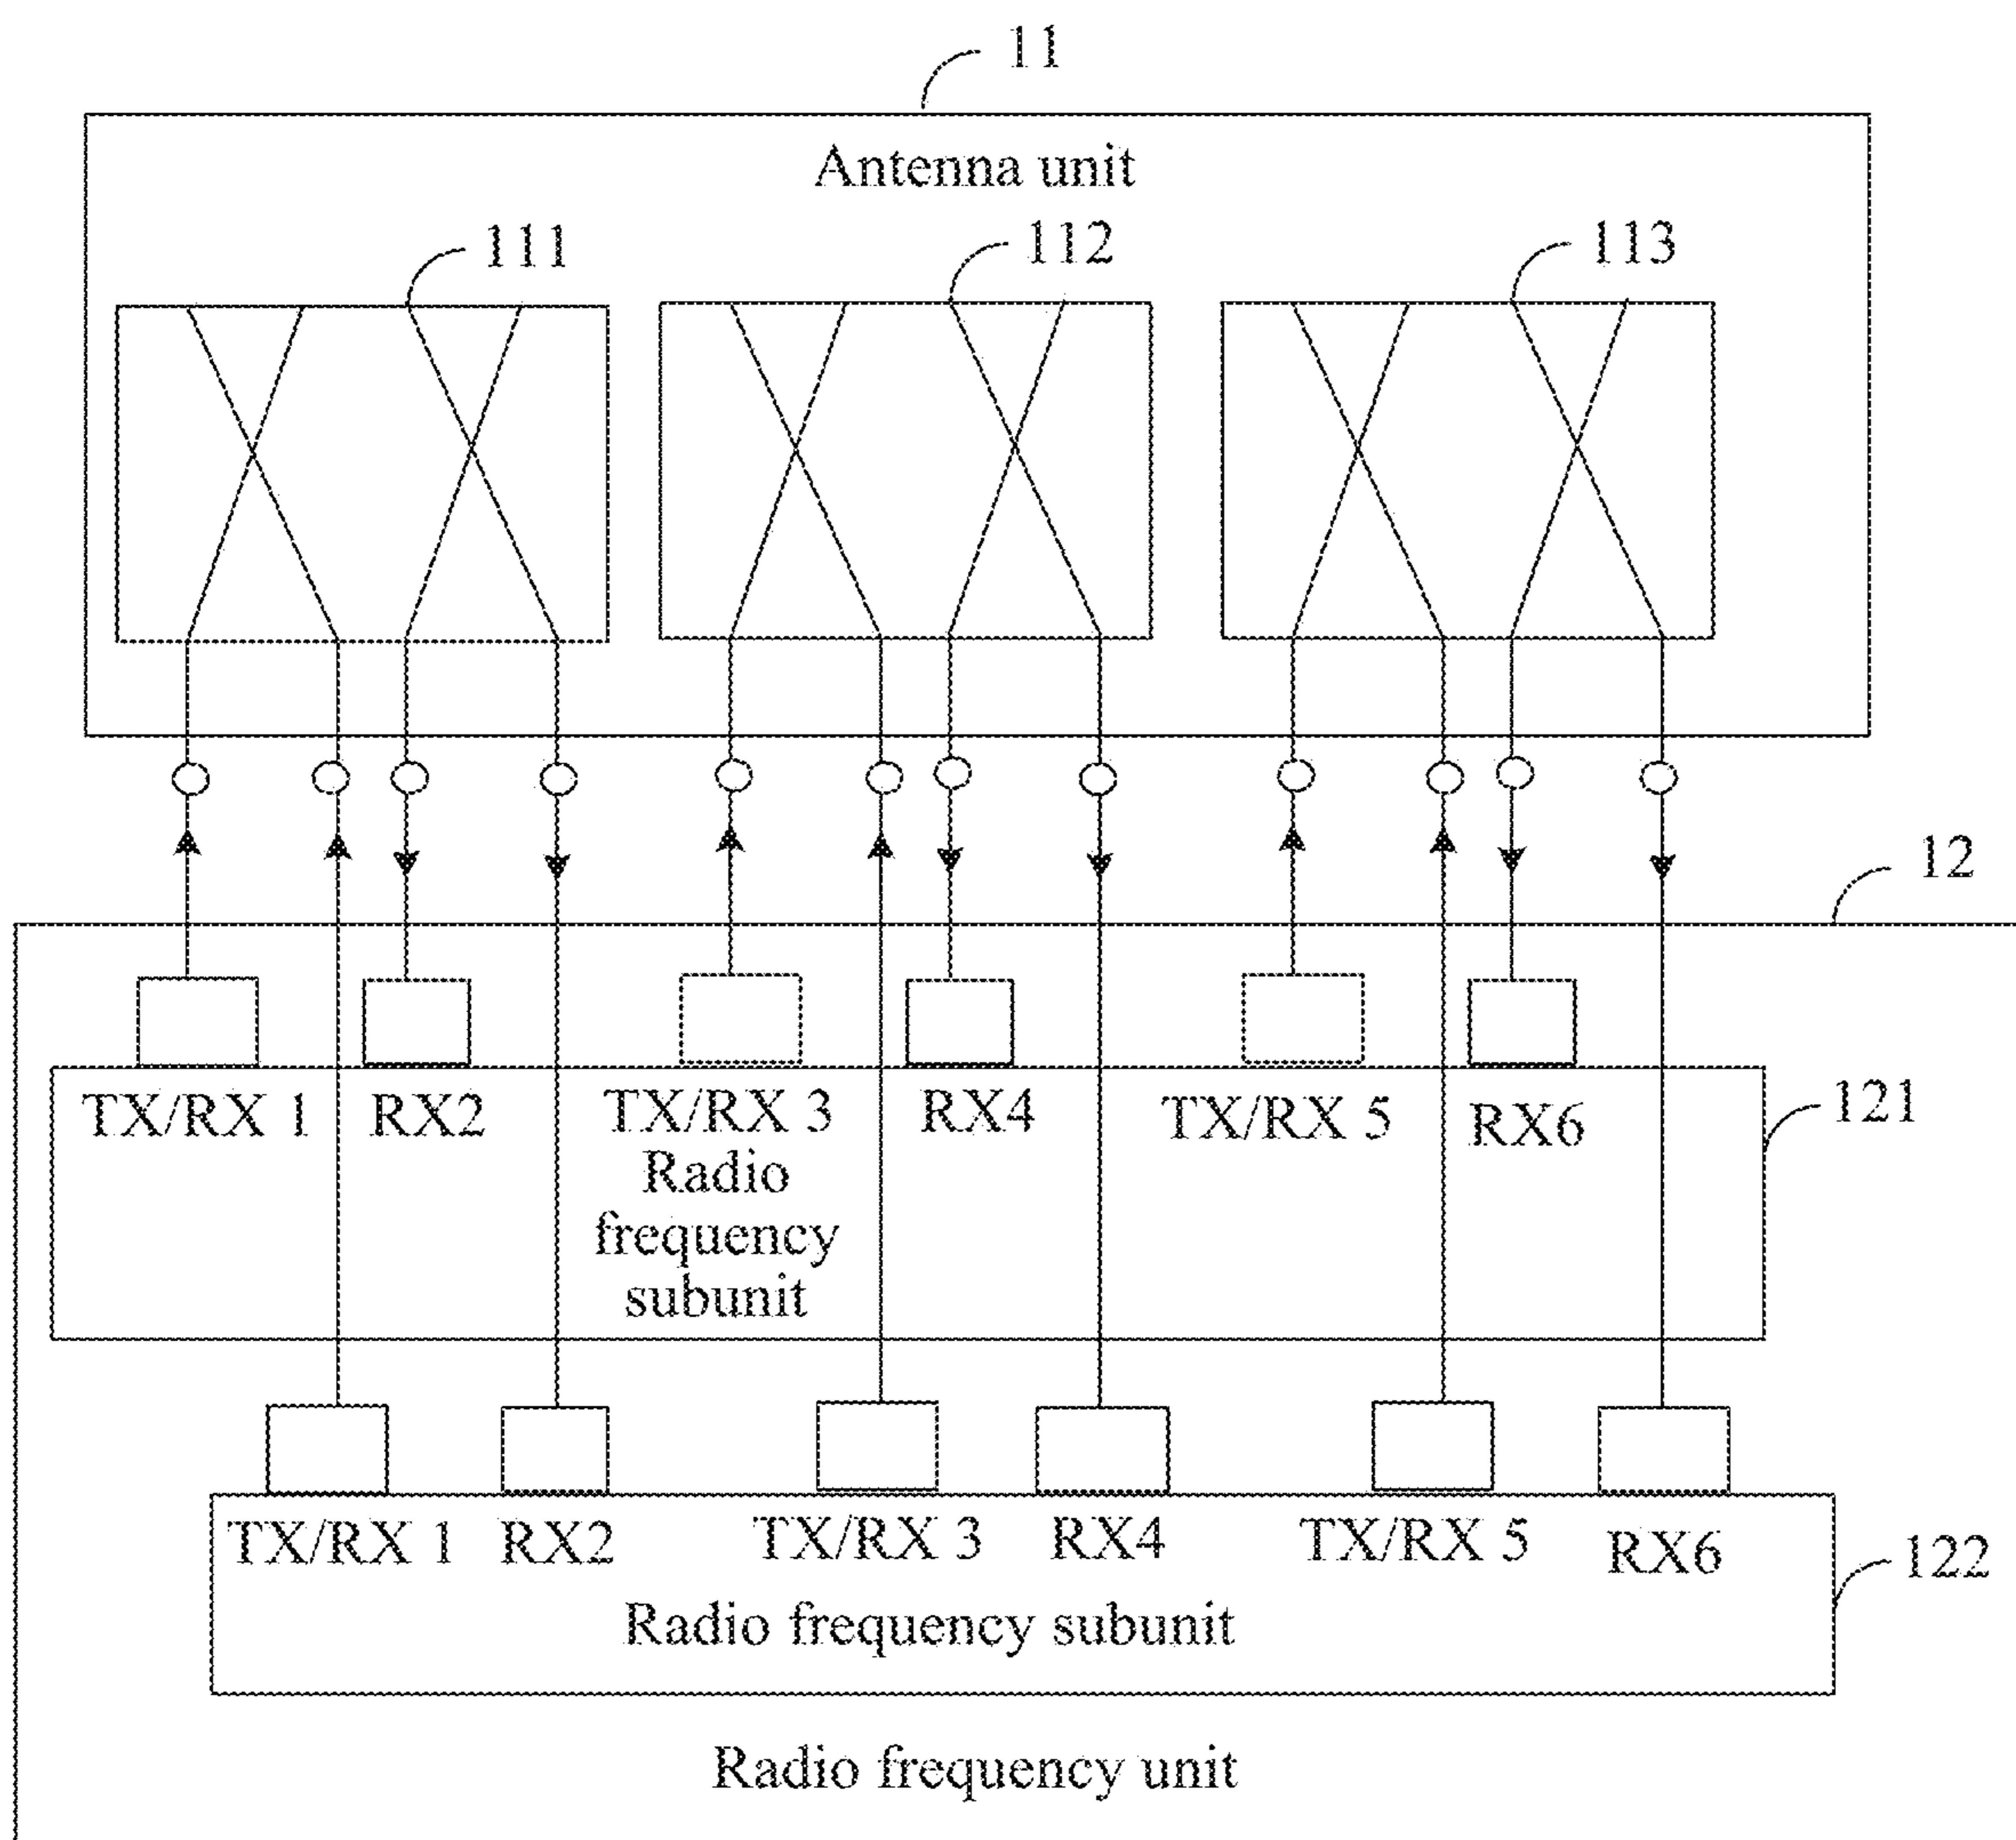 11
Antenna unit
111
112
113
12
TX/RX 1
RX2
TX/RX 3
RX4
TX/RX 5
RX6
121
Radio
frequency
subunit
TX/RX 1
RX2
TX/RX 3
RX4
TX/RX 5
RX6
122
Radio frequency subunit
Radio frequency unit